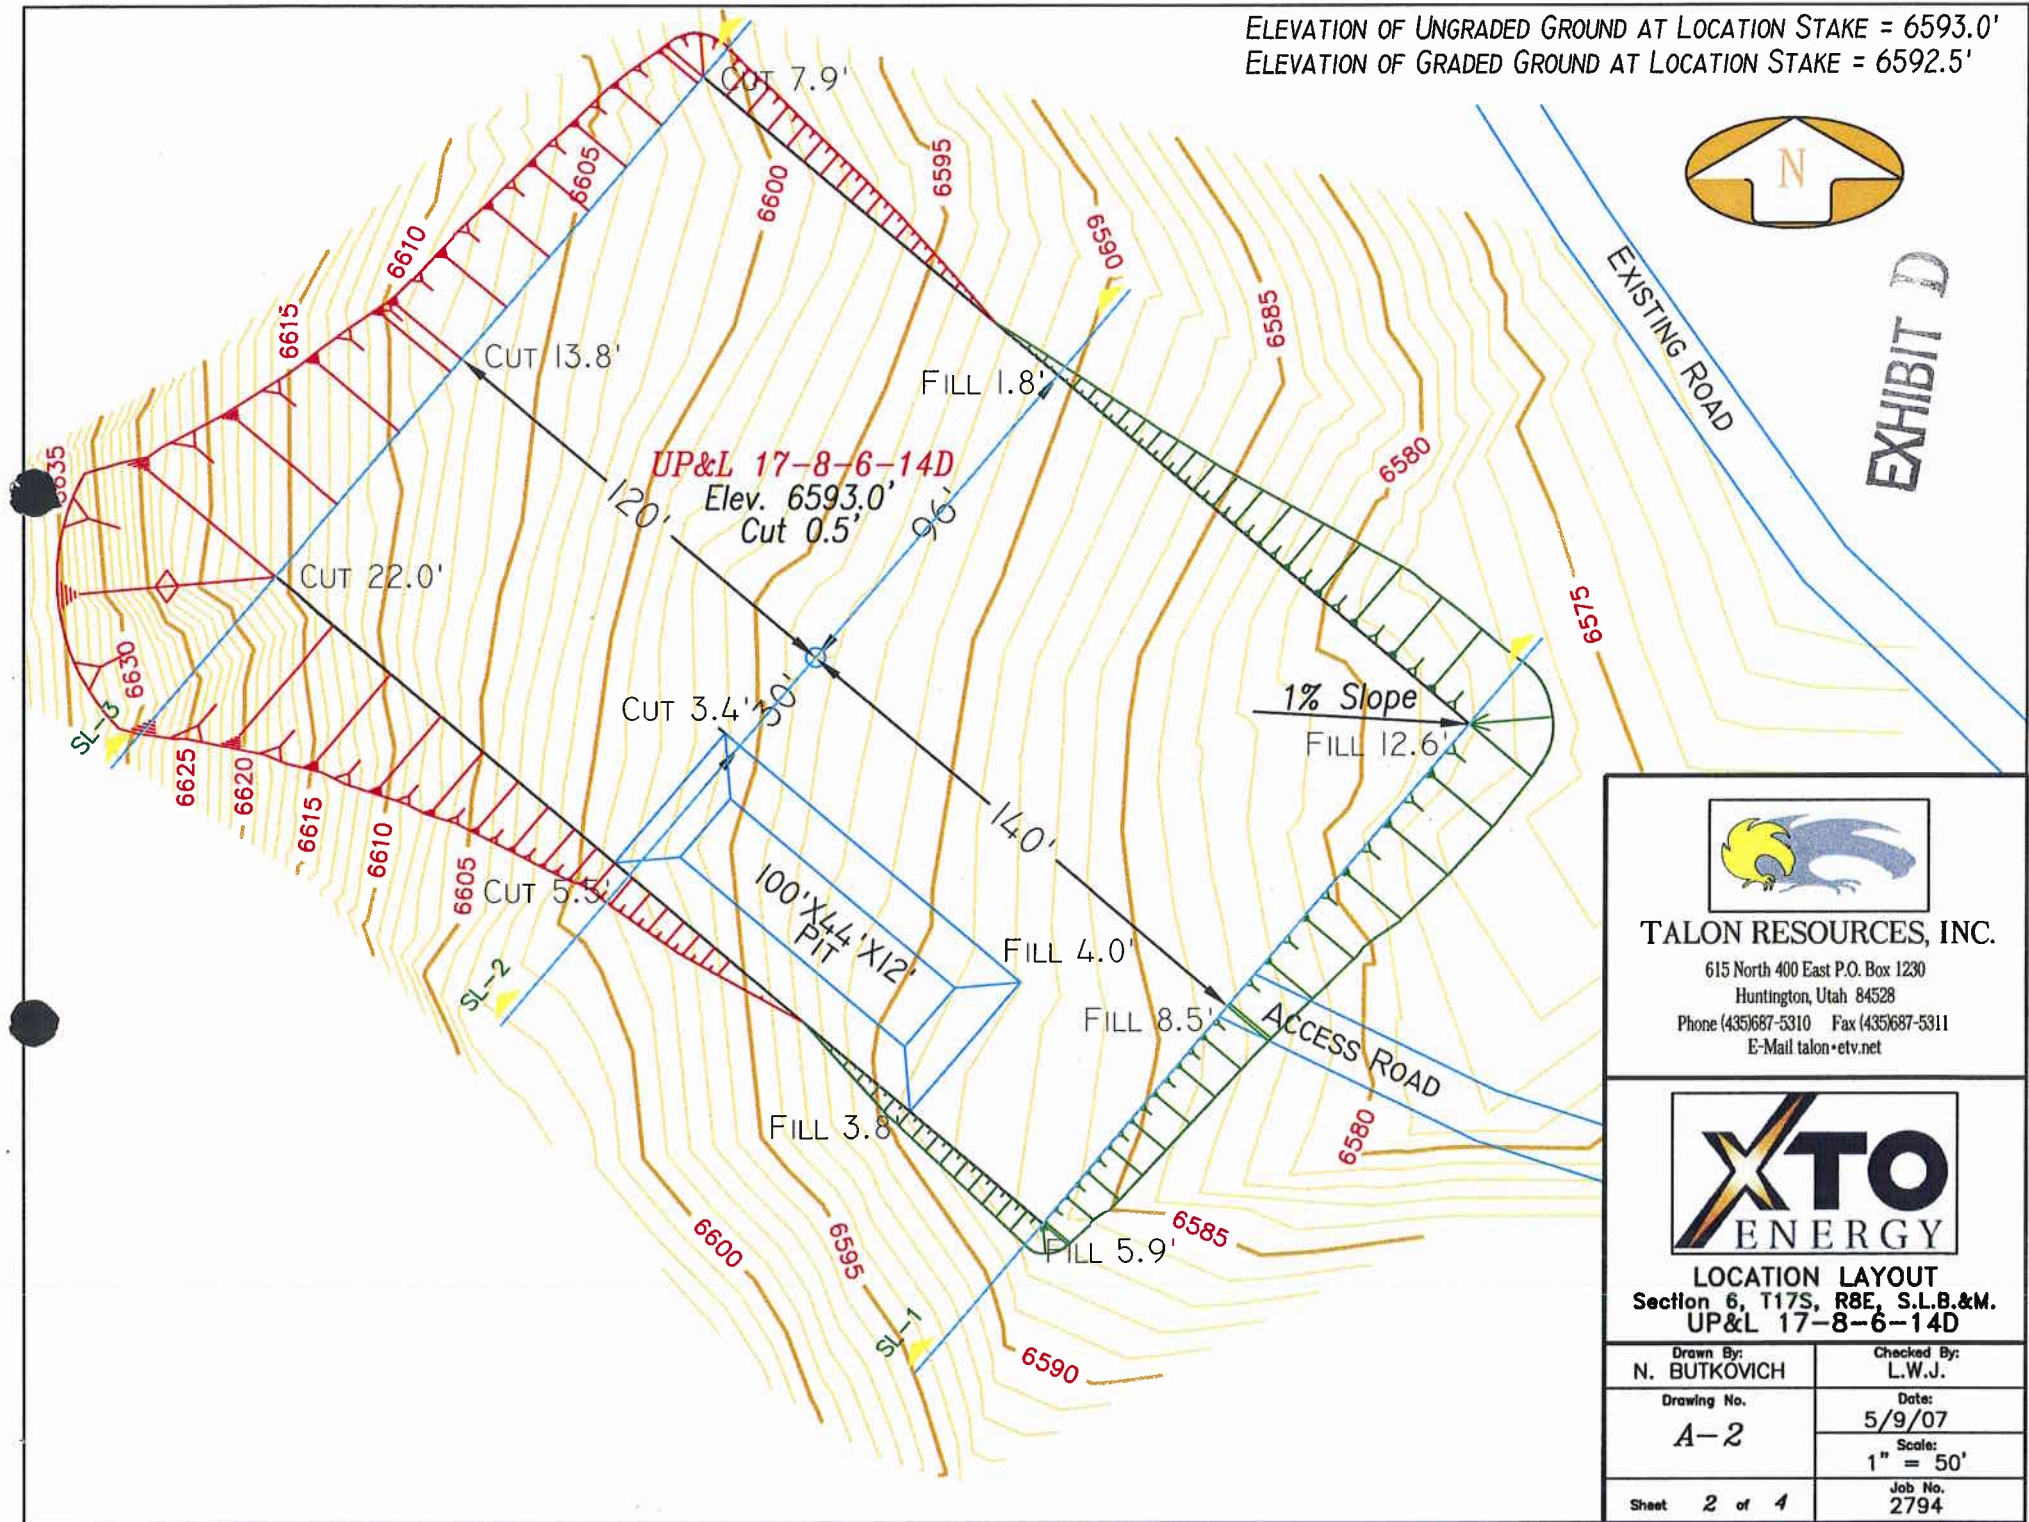 ELEVATION OF UNGRADED GROUND AT LOCATION STAKE = 6593.0'
ELEVATION OF GRADED GROUND AT LOCATION STAKE = 6592.5'
N
EXHIBIT D
EXISTING ROAD
CUT 7.9'
6605
6600
6595
6590
6585
6580
6575
6610
6615
CUT 13.8'
FILL 1.8'
UP&L 17-8-6-14D
Elev. 6593.0'
Cut 0.5'
120'
96'
6635
CUT 22.0'
6630
SL-3
6625
6620
6615
6610
6605
CUT 3.4'
30'
1% Slope
FILL 12.6'
140'
CUT 5.5'
100'X44'X12'
PIT
FILL 4.0'
SL-2
FILL 8.5'
ACCESS ROAD
FILL 3.8'
6580
6585
FILL 5.9'
6600
6595
SL-1
6590
TALON RESOURCES, INC.
615 North 400 East P.O. Box 1230
Huntington, Utah 84528
Phone (435)687-5310 Fax (435)687-5311
E-Mail talon•etv.net
XTO
ENERGY
LOCATION LAYOUT
Section 6, T17S, R8E, S.L.B.&M.
UP&L 17-8-6-14D
Drawn By:
N. BUTKOVICH
Checked By:
L.W.J.
Drawing No.
A-2
Date:
5/9/07
Scale:
1" = 50'
Sheet 2 of 4
Job No.
2794